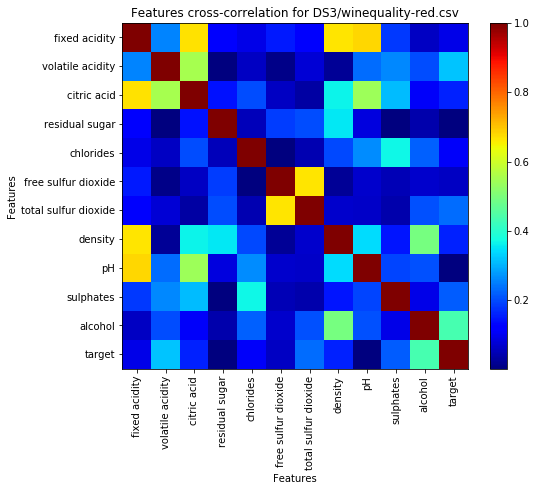 Features cross-correlation for DS3/winequality-red.csv
fixed acidity
volatile acidity
citric acid
residual sugar
chlorides
free sulfur dioxide
total sulfur dioxide
density
pH
sulphates
alcohol
target
Features
fixed acidity
volatile acidity
citric acid
residual sugar
chlorides
free sulfur dioxide
total sulfur dioxide
density
pH
sulphates
alcohol
target
Features
1.0
0.8
0.6
0.4
0.2